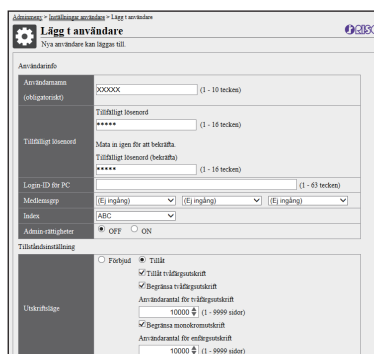 Adminmeny > Inställningar användare > Lägg t användare
Lägg t användare
RISO
Nya användare kan läggas till.
Användarinfo
Användarnamn
(obligatoriskt)
XXXXX (1 - 10 tecken)
Tillfälligt lösenord
Tillfälligt lösenord
***** (1 - 16 tecken)
Mata in igen för att bekräfta.
Tillfälligt lösenord (bekräfta)
***** (1 - 16 tecken)
Login-ID för PC (1 - 63 tecken)
Medlemsgrp (Ej ingång) (Ej ingång) (Ej ingång)
Index ABC
Admin-rättigheter OFF ON
Tillståndsinställning
Utskriftsläge
Förbjud Tillåt
Tillåt tvåfärgsutskrift
Begränsa tvåfärgsutskrift
Användarantal för tvåfärgsutskrift
10000 (1 - 9999 sidor)
Begränsa monokromutskrift
Användarantal för enfärgsutskrift
10000 (1 - 9999 sidor)